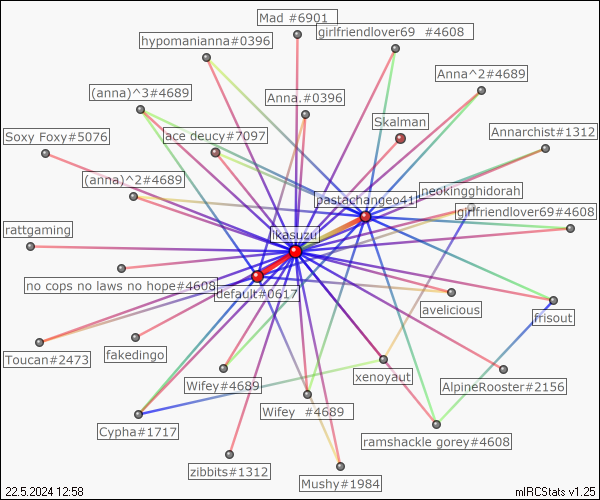 Mad #6901
girlfriendlover69 #4608
hypomanianna#0396
Anna^2#4689
(anna)^3#4689
Anna.#0396
Skalman
Annarchist#1312
Soxy Foxy#5076
ace deucy#7097
(anna)^2#4689
pastachangeo41
neokingghidorah
girlfriendlover69#4608
rattgaming
ikasuzu
no cops no laws no hope#4608
idefault#0617
avelicious
frisout
Toucan#2473
fakedingo
xenoyaut
Wifey#4689
AlpineRooster#2156
Wifey #4689
Cypha#1717
ramshackle gorey#4608
zibbits#1312
Mushy#1984
22.5.2024 12:58
mIRCStats v1.25